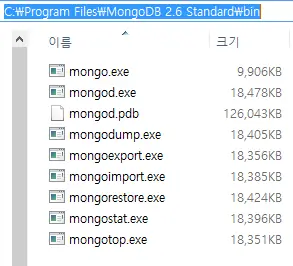 C:₩Program Files₩MongoDB 2.6 Standard₩bin
이름 크기
mongo.exe 9,906KB
mongod.exe 18,478KB
mongod.pdb 126,043KB
mongodump.exe 18,405KB
mongoexport.exe 18,356KB
mongoimport.exe 18,385KB
mongorestore.exe 18,424KB
mongostat.exe 18,396KB
mongotop.exe 18,351KB